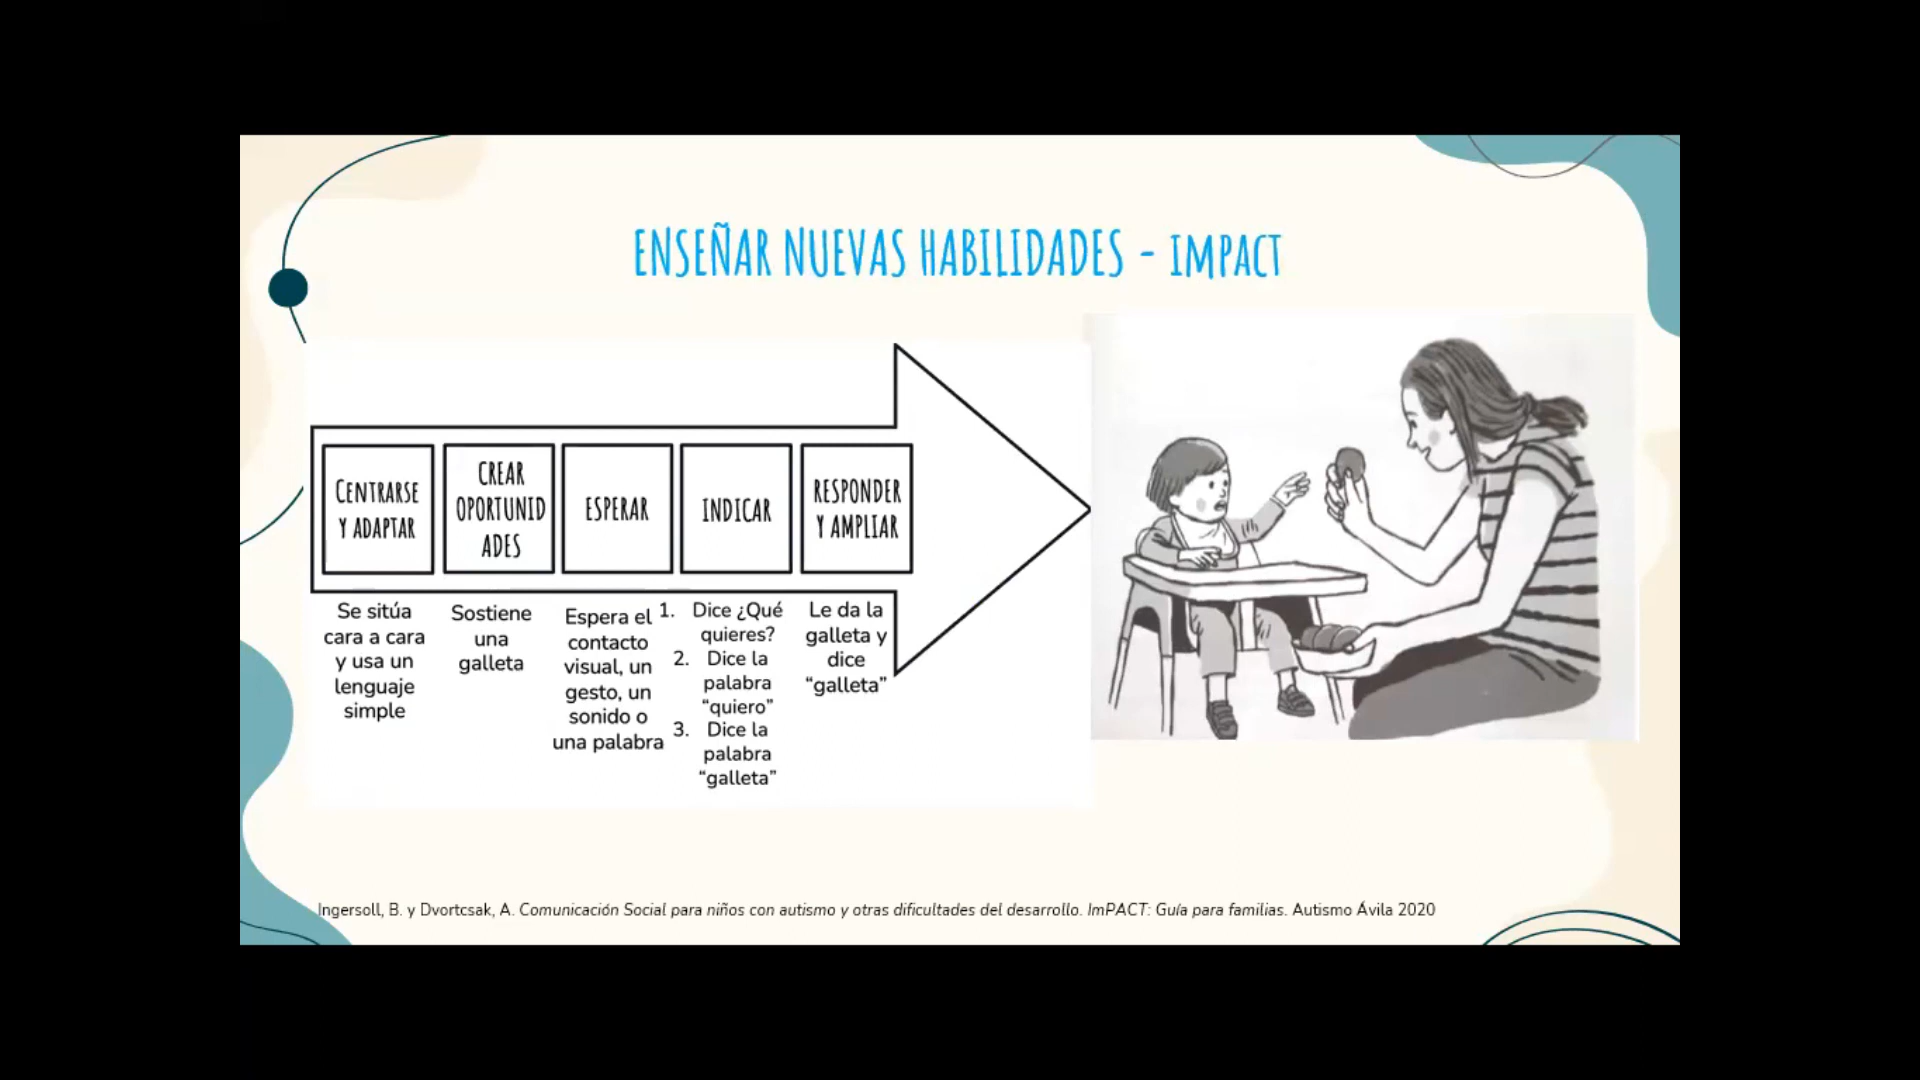 ENSEÑAR NUEVAS HABILIDADES - IMPACT
CENTRARSE
Y ADAPTAR
CREAR
OPORTUNID
ADES
ESPERAR
INDICAR
RESPONDER
Y AMPLIAR
Se sitúa
cara a cara
y usa un
lenguaje
simple
Sostiene
una
galleta
Espera el
contacto
visual, un
gesto, un
sonido o
una palabra
1. Dice ¿Qué
quieres?
2. Dice la
palabra
“quiero”
3. Dice la
palabra
“galleta”
Le da la
galleta y
dice
“galleta”
Ingersoll, B. y Dvortcsak, A. Comunicación Social para niños con autismo y otras dificultades del desarrollo. ImPACT: Guía para familias. Autismo Ávila 2020